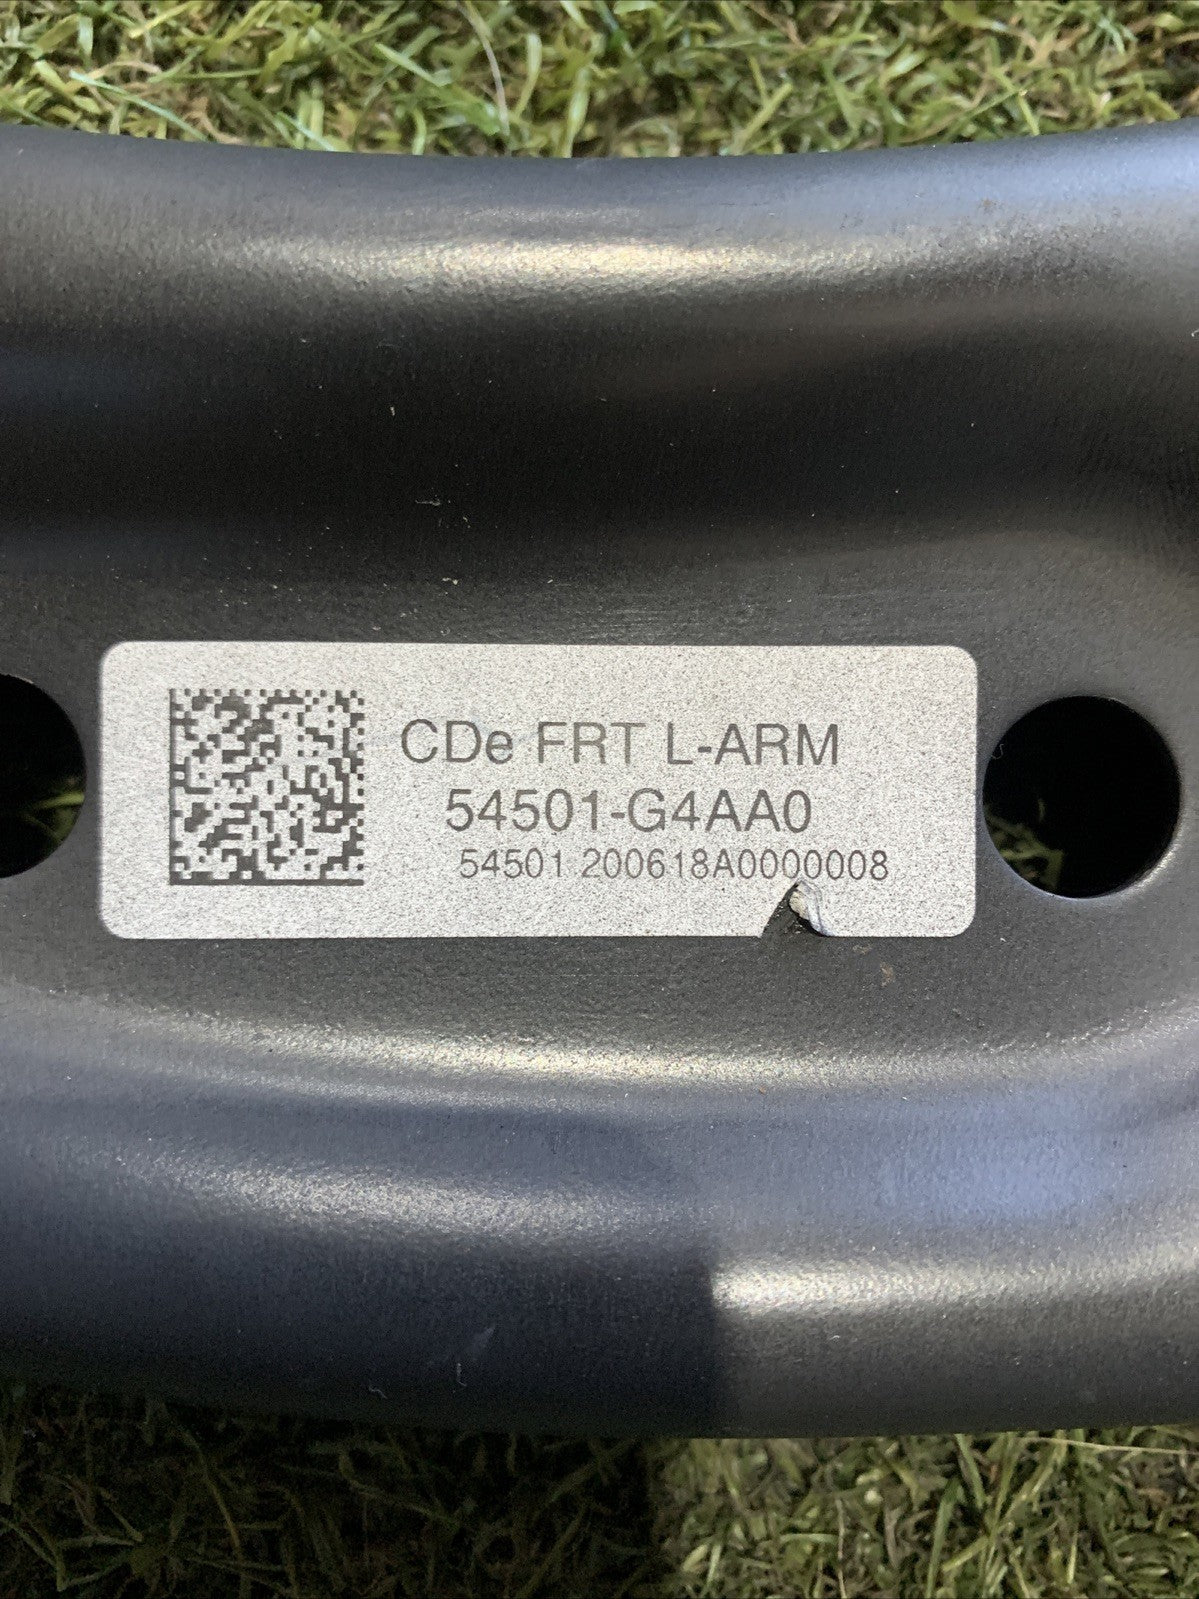 CDe FRT L-ARM
54501-G4AA0
54501 200618A0000008